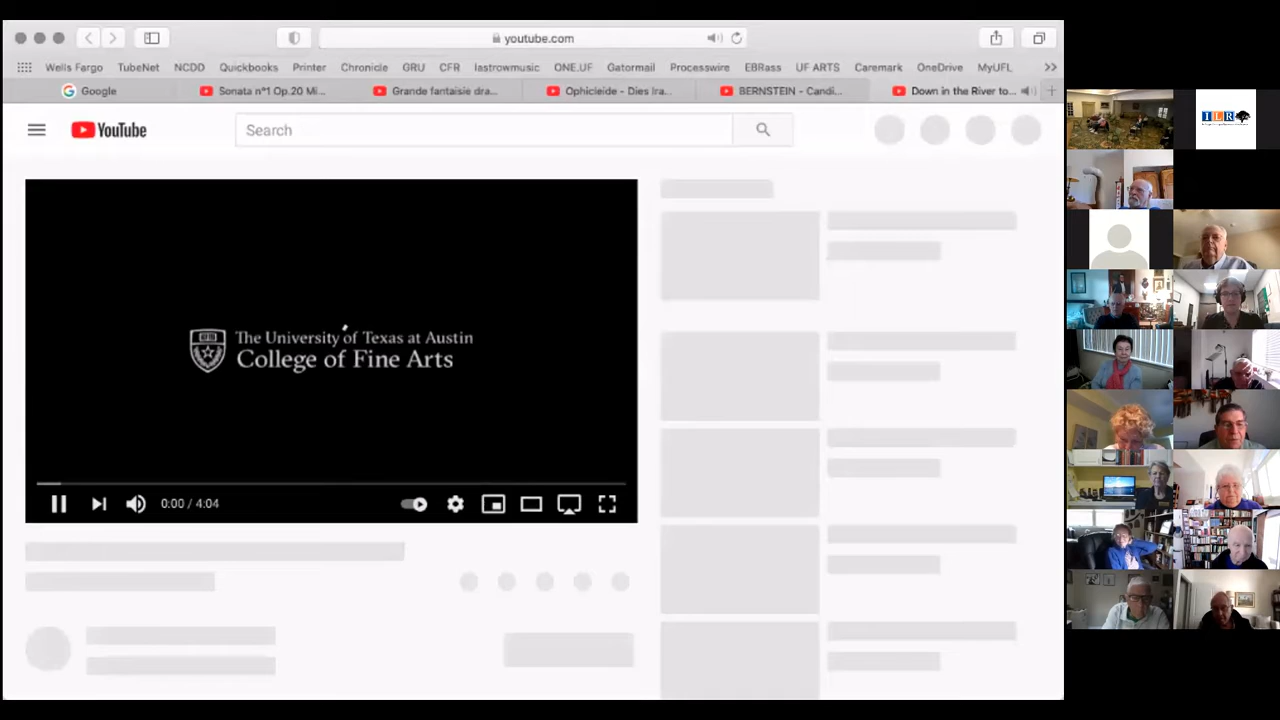 youtube.com
Wells Fargo TubeNet NCDD Quickbooks Printer Chronicle GRU CFR lastrowmusic ONE.UF Gatormail Processwire EBRass UF ARTS Caremark OneDrive MyUFL
Google Sonata n°1 Op.20 Mi... Grande fantaisie dra... Ophicleide - Dies Ira... BERNSTEIN - Candi... Down in the River to...
YouTube
Search
ILR
The University of Texas at Austin
College of Fine Arts
0:00 / 4:04